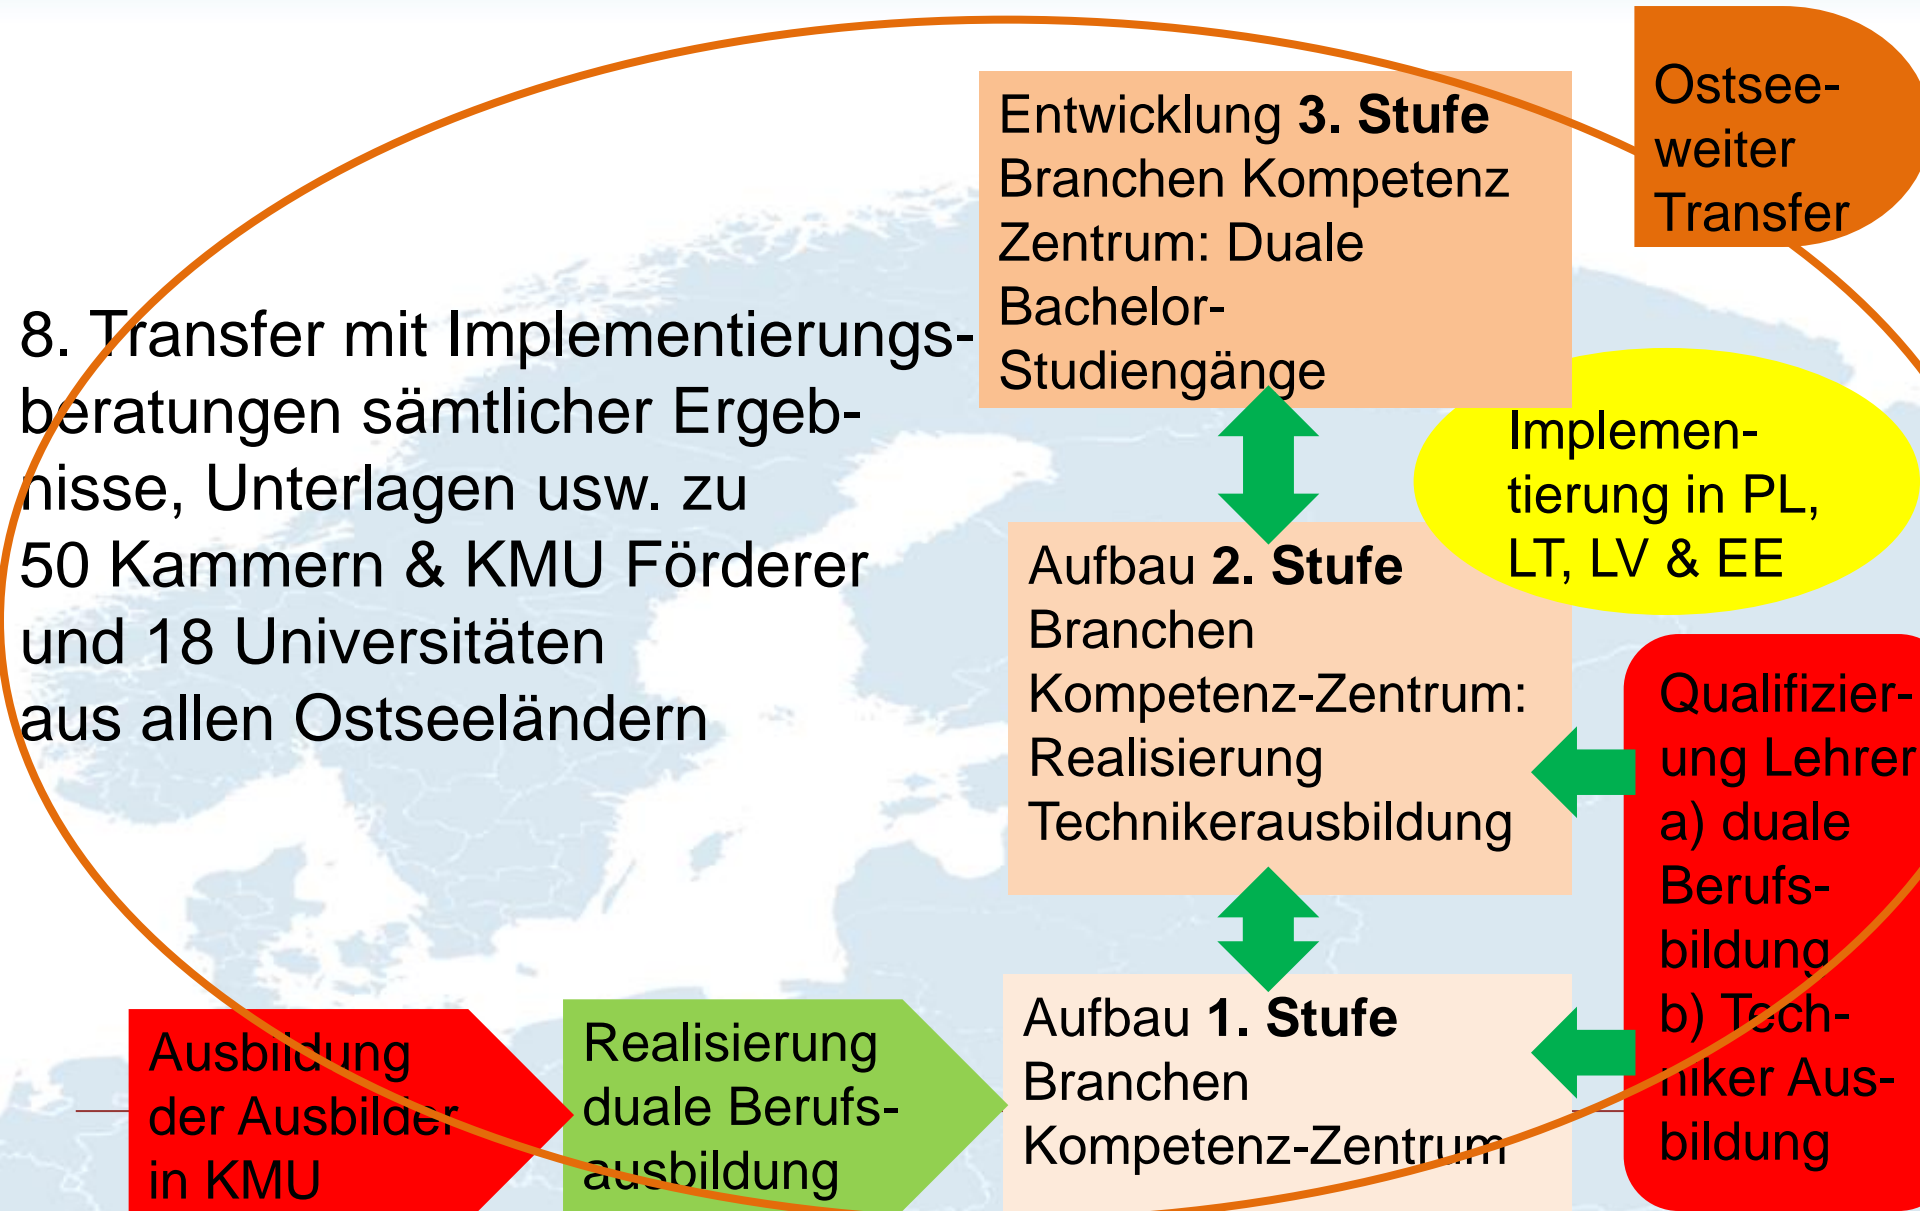 8. Transfer mit Implementierungs-
beratungen sämtlicher Ergeb-
nisse, Unterlagen usw. zu
50 Kammern & KMU Förderer
und 18 Universitäten
aus allen Ostseeländern
Entwicklung 3. Stufe
Branchen Kompetenz
Zentrum: Duale
Bachelor-
Studiengänge
Ostsee-
weiter
Transfer
Implemen-
tierung in PL,
LT, LV & EE
Aufbau 2. Stufe
Branchen
Kompetenz-Zentrum:
Realisierung
Technikerausbildung
Qualifizier-
ung Lehrer
a) duale
Berufs-
bildung
b) Tech-
niker Aus-
bildung
Ausbildung
der Ausbilder
in KMU
Realisierung
duale Berufs-
ausbildung
Aufbau 1. Stufe
Branchen
Kompetenz-Zentrum